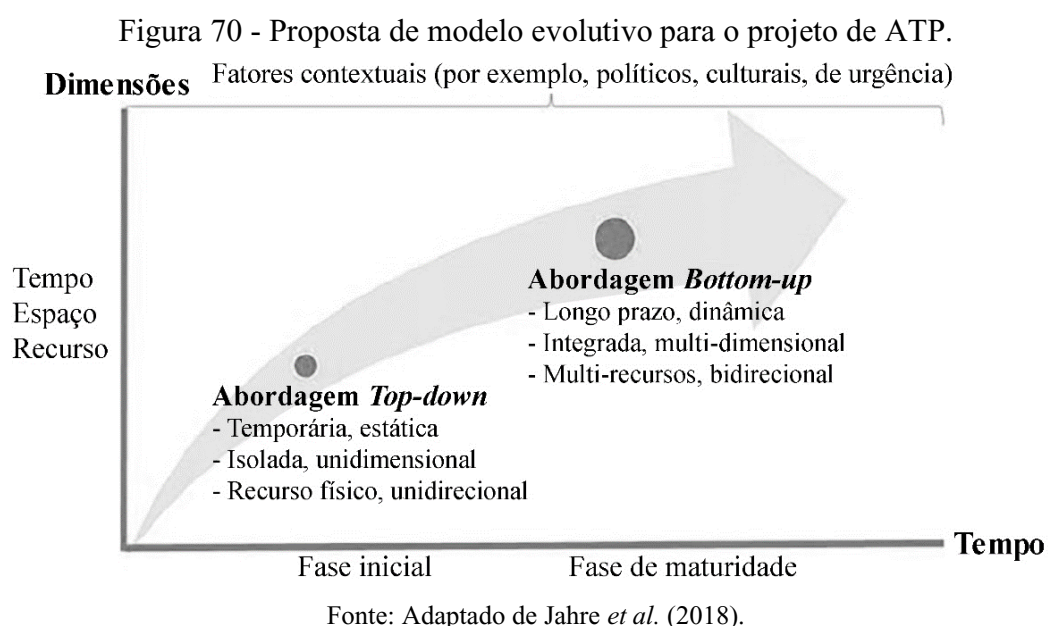 Figura 70 - Proposta de modelo evolutivo para o projeto de ATP.
Dimensões
Fatores contextuais (por exemplo, políticos, culturais, de urgência)
Tempo
Espaço
Recurso
Abordagem Bottom-up
- Longo prazo, dinâmica
- Integrada, multi-dimensional
- Multi-recursos, bidirecional
Abordagem Top-down
- Temporária, estática
- Isolada, unidimensional
- Recurso físico, unidirecional
Tempo
Fase inicial
Fase de maturidade
Fonte: Adaptado de Jahre et al. (2018).